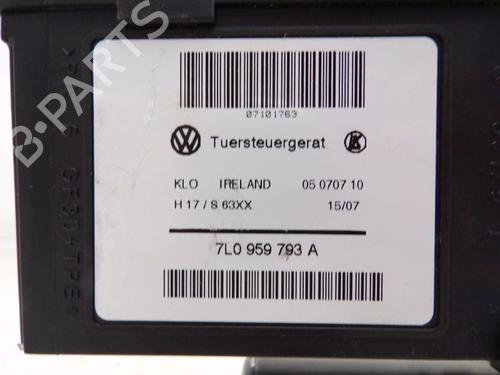 B-PARTS
07101763
Tuersteuergerat
KLO IRELAND 05 0707 10
H 17 / S 63XX 15/07
7L0 959 793 A